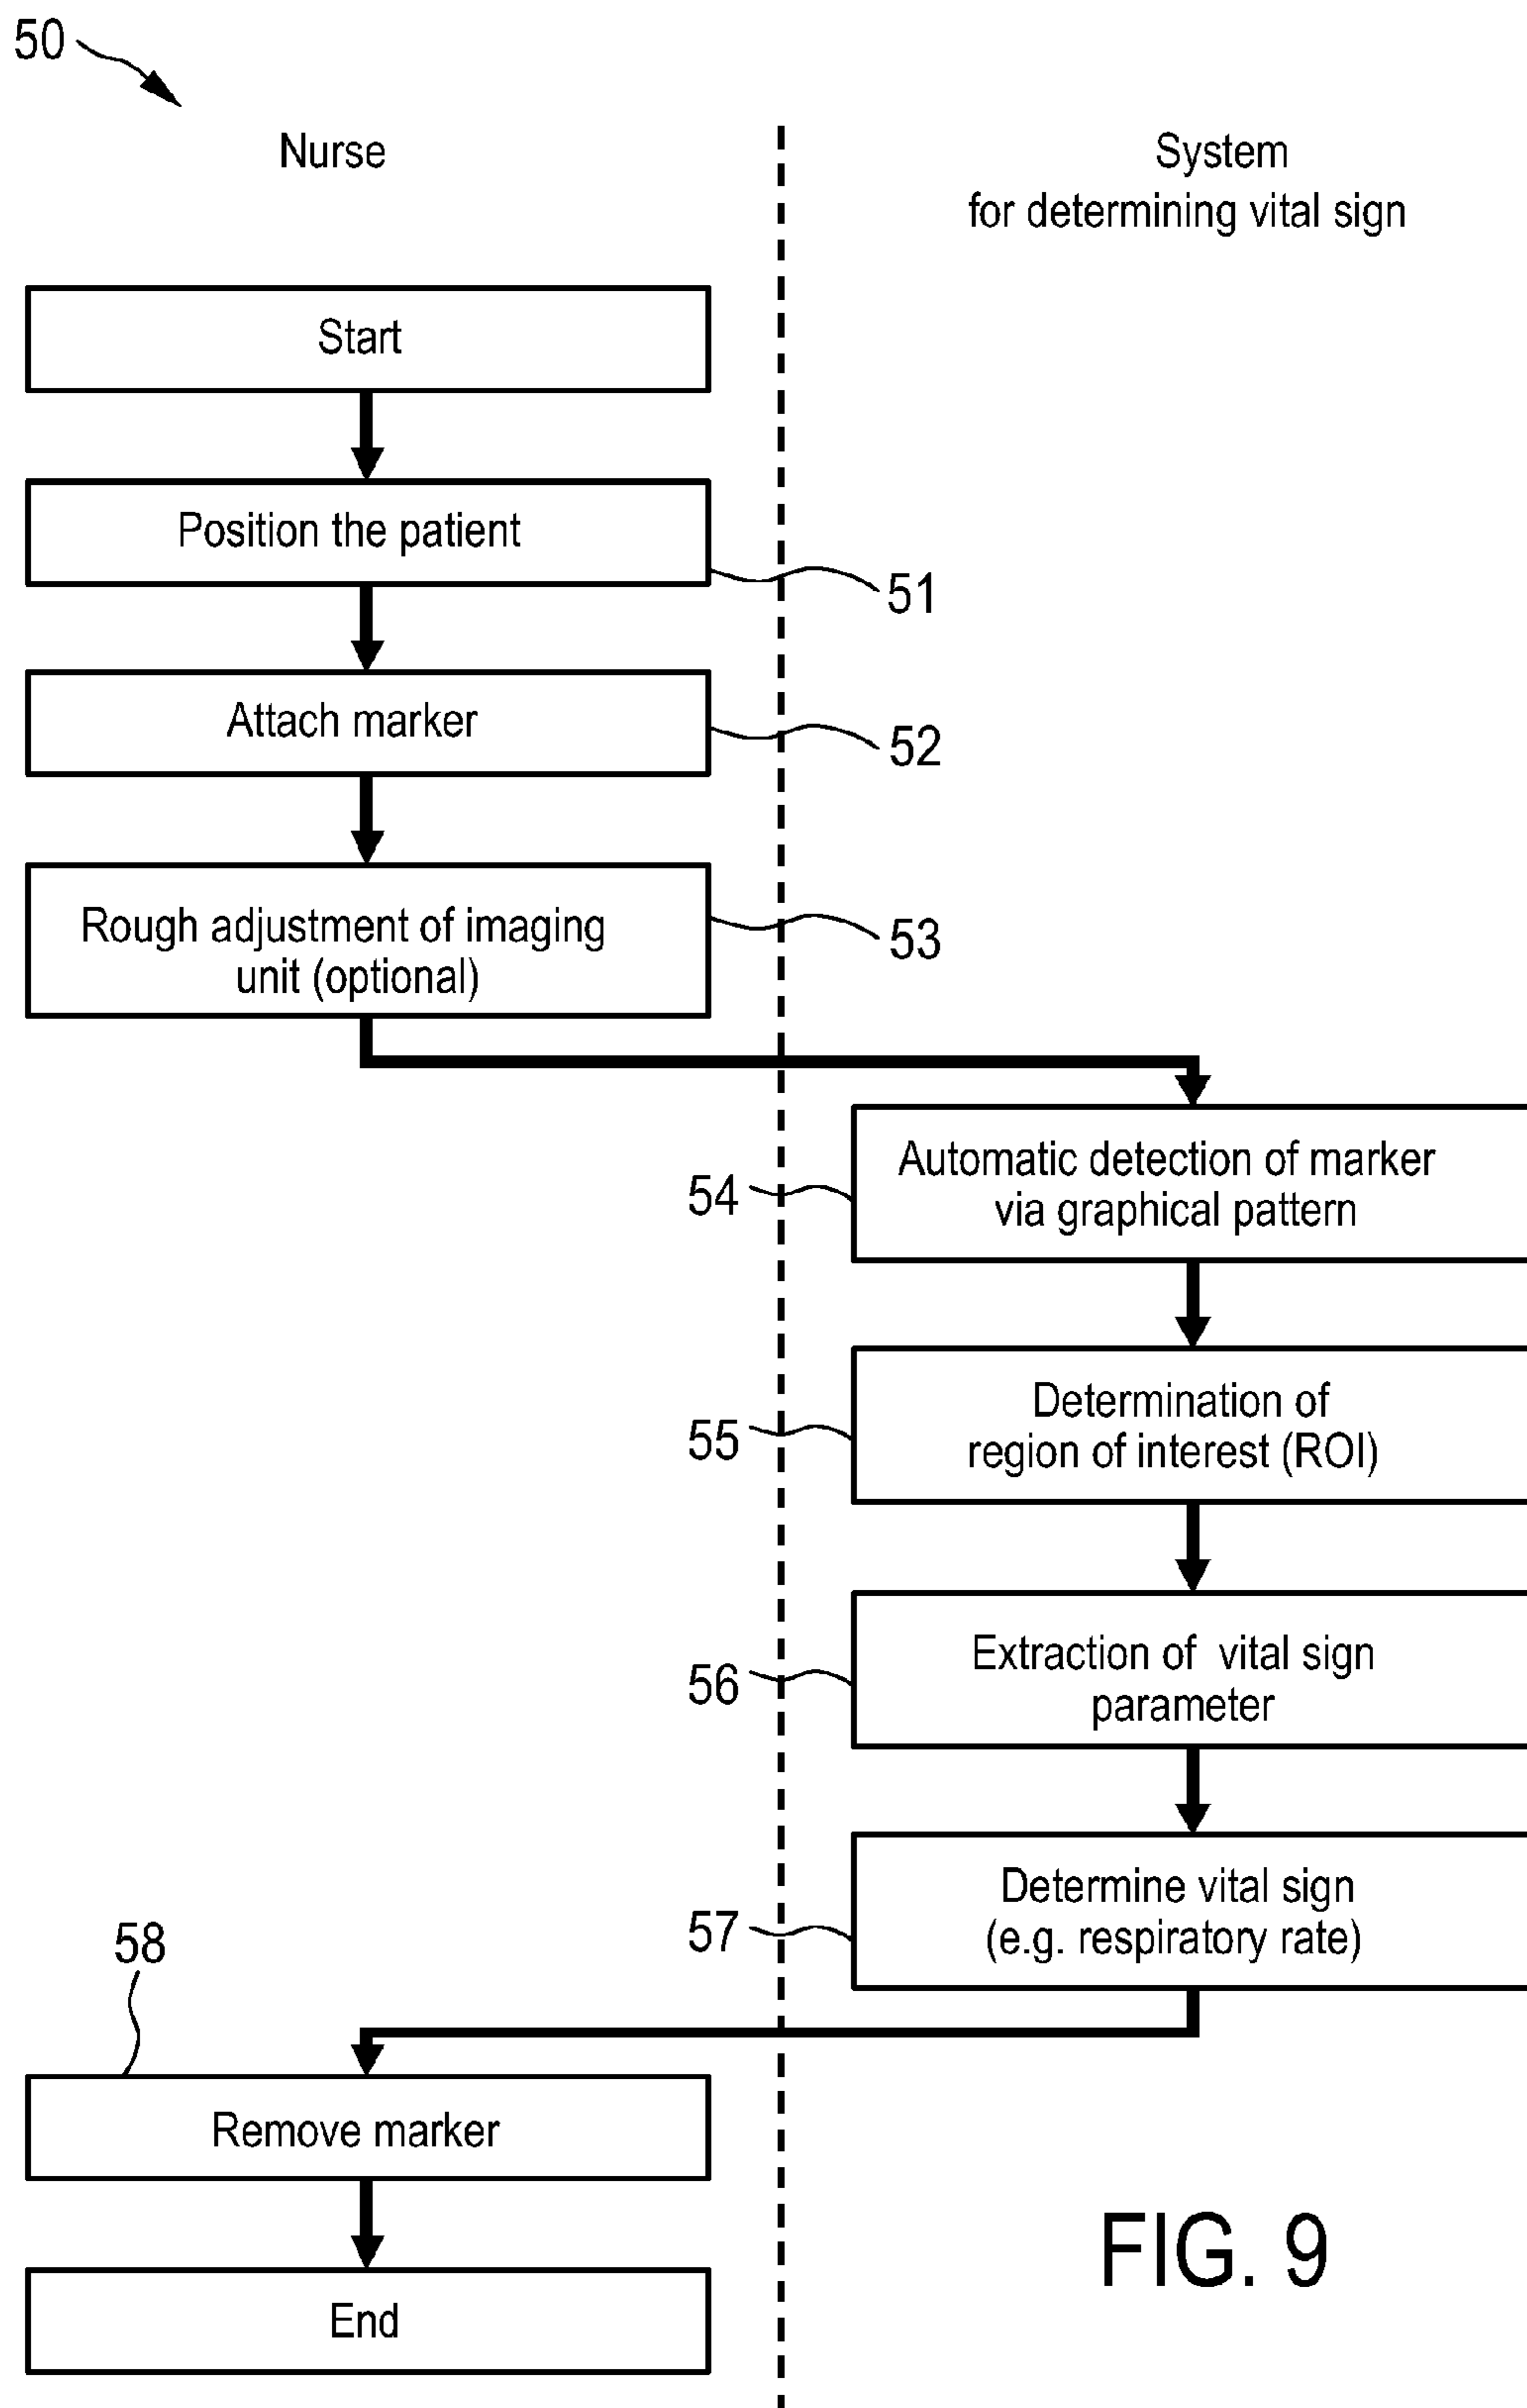 50
Nurse
System
for determining vital sign
Start
Position the patient
51
Attach marker
52
Rough adjustment of imaging
unit (optional)
53
Automatic detection of marker
via graphical pattern
54
Determination of
region of interest (ROI)
55
Extraction of vital sign
parameter
56
Determine vital sign
(e.g. respiratory rate)
57
58
Remove marker
End
FIG. 9